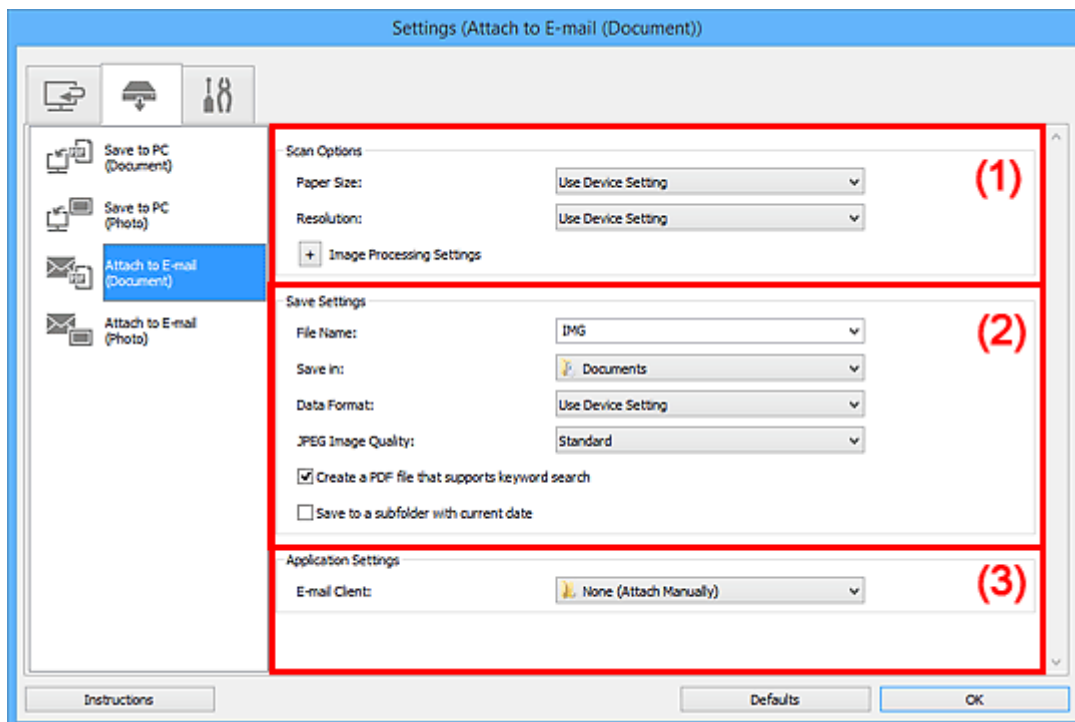 Settings (Attach to E-mail (Document))
Save to PC
(Document)
Save to PC
(Photo)
Attach to E-mail
(Document)
Attach to E-mail
(Photo)
Scan Options
(1)
Paper Size: Use Device Setting
Resolution: Use Device Setting
+ Image Processing Settings
Save Settings
(2)
File Name: IMG
Save in: Documents
Data Format: Use Device Setting
JPEG Image Quality: Standard
Create a PDF file that supports keyword search
Save to a subfolder with current date
Application Settings
(3)
E-mail Client: None (Attach Manually)
Instructions Defaults OK